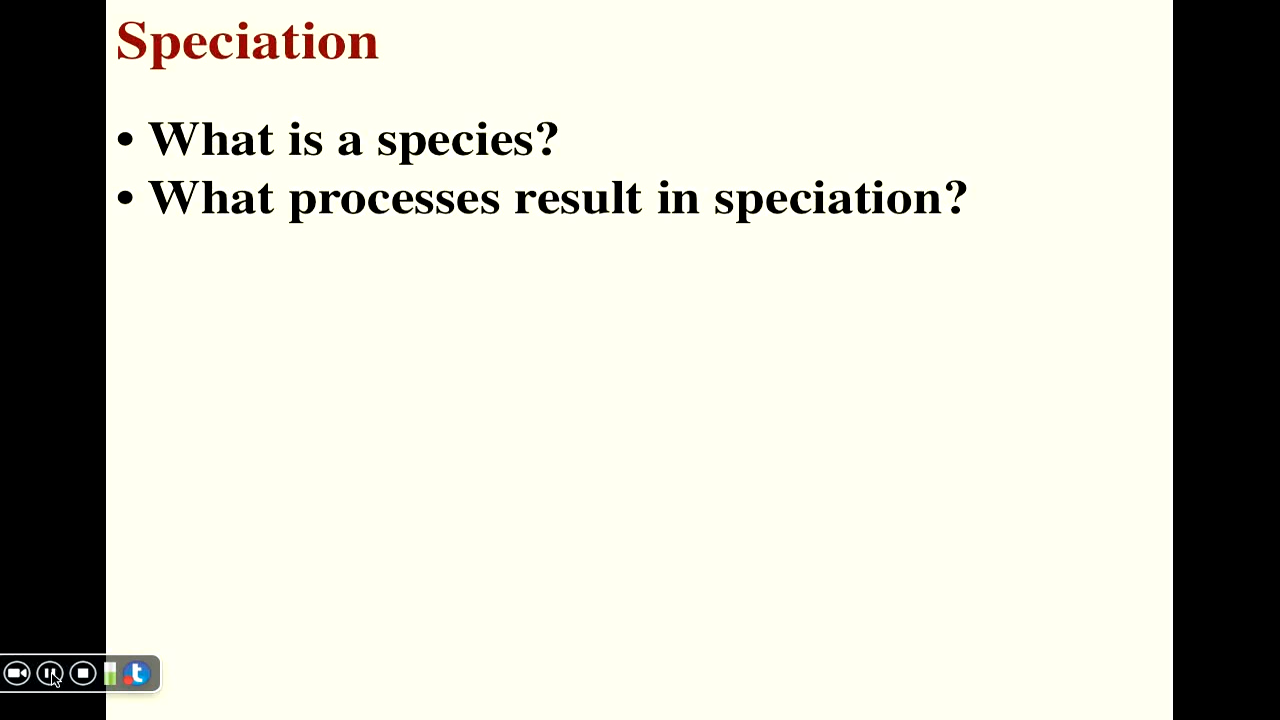 Speciation
• What is a species?
• What processes result in speciation?
t